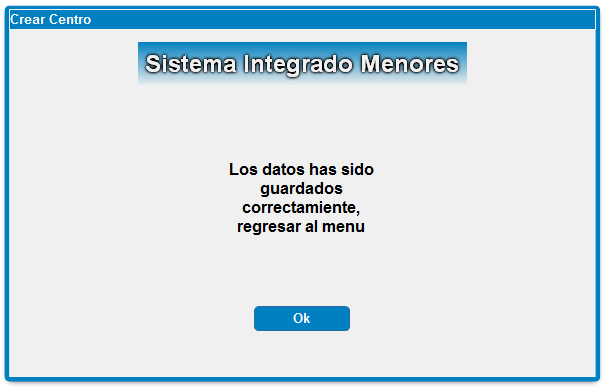 Crear Centro
Sistema Integrado Menores
Los datos has sido
guardados
correctamiente,
regresar al menu
Ok